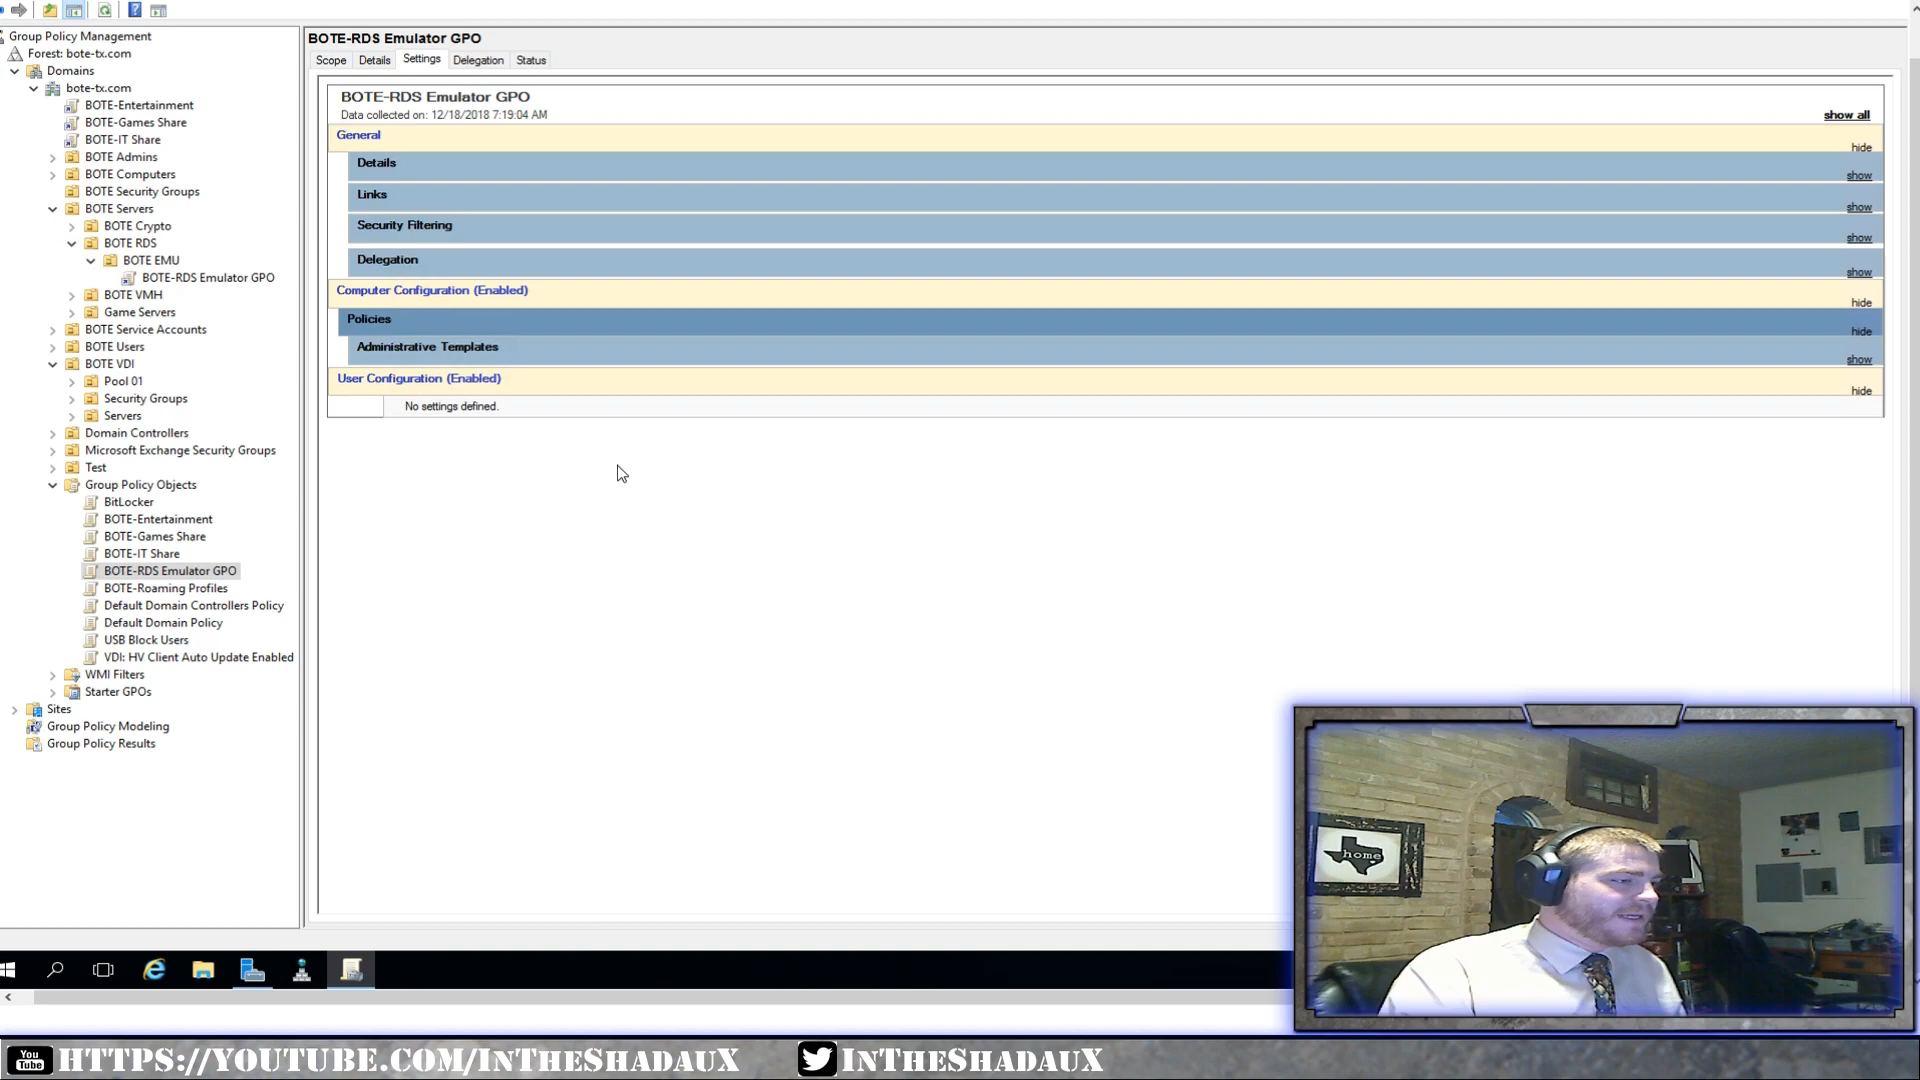 Group Policy Management
Forest: bote-tx.com
Domains
bote-tx.com
BOTE-Entertainment
BOTE-Games Share
BOTE-IT Share
BOTE Admins
BOTE Computers
BOTE Security Groups
BOTE Servers
BOTE Crypto
BOTE RDS
BOTE EMU
BOTE-RDS Emulator GPO
BOTE VMH
Game Servers
BOTE Service Accounts
BOTE Users
BOTE VDI
Pool 01
Security Groups
Servers
Domain Controllers
Microsoft Exchange Security Groups
Test
Group Policy Objects
BitLocker
BOTE-Entertainment
BOTE-Games Share
BOTE-IT Share
BOTE-RDS Emulator GPO
BOTE-Roaming Profiles
Default Domain Controllers Policy
Default Domain Policy
USB Block Users
VDI: HV Client Auto Update Enabled
WMI Filters
Starter GPOs
Sites
Group Policy Modeling
Group Policy Results
BOTE-RDS Emulator GPO
Scope Details Settings Delegation Status
BOTE-RDS Emulator GPO
Data collected on: 12/18/2018 7:19:04 AM show all
General
hide
Details
show
Links
show
Security Filtering
show
Delegation
show
Computer Configuration (Enabled)
hide
Policies
hide
Administrative Templates
show
User Configuration (Enabled)
hide
No settings defined.
home
You Tube HTTPS://YOUTUBE.COM/INTHESHADAUX INTHESHADAUX